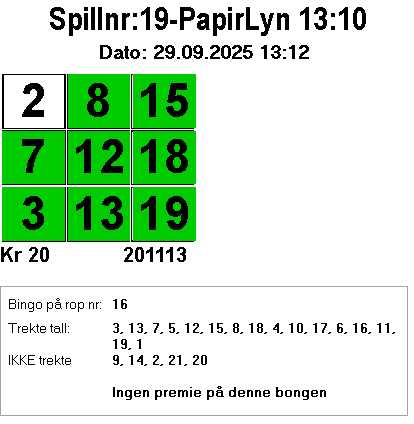 Spillnr:19-PapirLyn 13:10
Dato: 29.09.2025 13:12
2 8 15
7 12 18
3 13 19
Kr 20 201113
Bingo på rop nr: 16
Trekte tall: 3, 13, 7, 5, 12, 15, 8, 18, 4, 10, 17, 6, 16, 11,
19, 1
IKKE trekte 9, 14, 2, 21, 20
Ingen premie på denne bongen